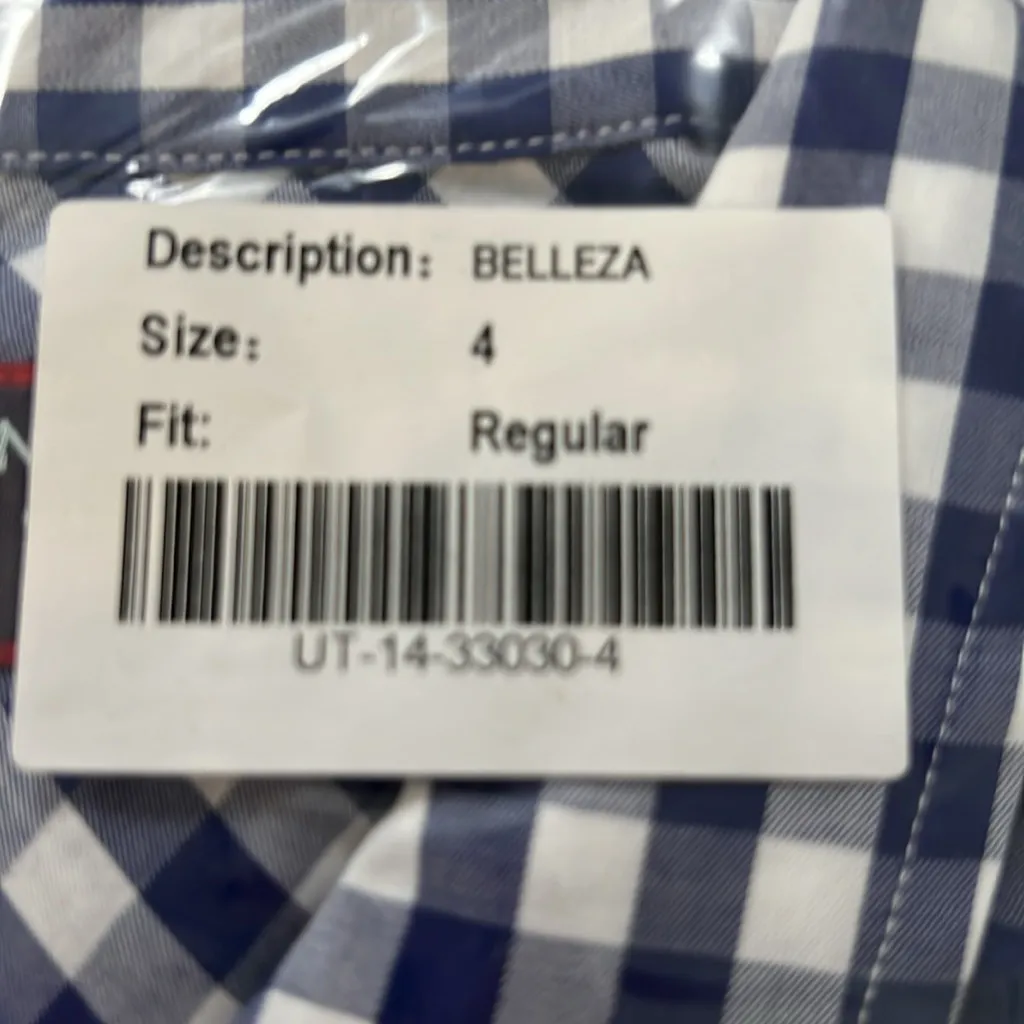 Description: BELLEZA
Size: 4
Fit: Regular
UT-14-33030-4